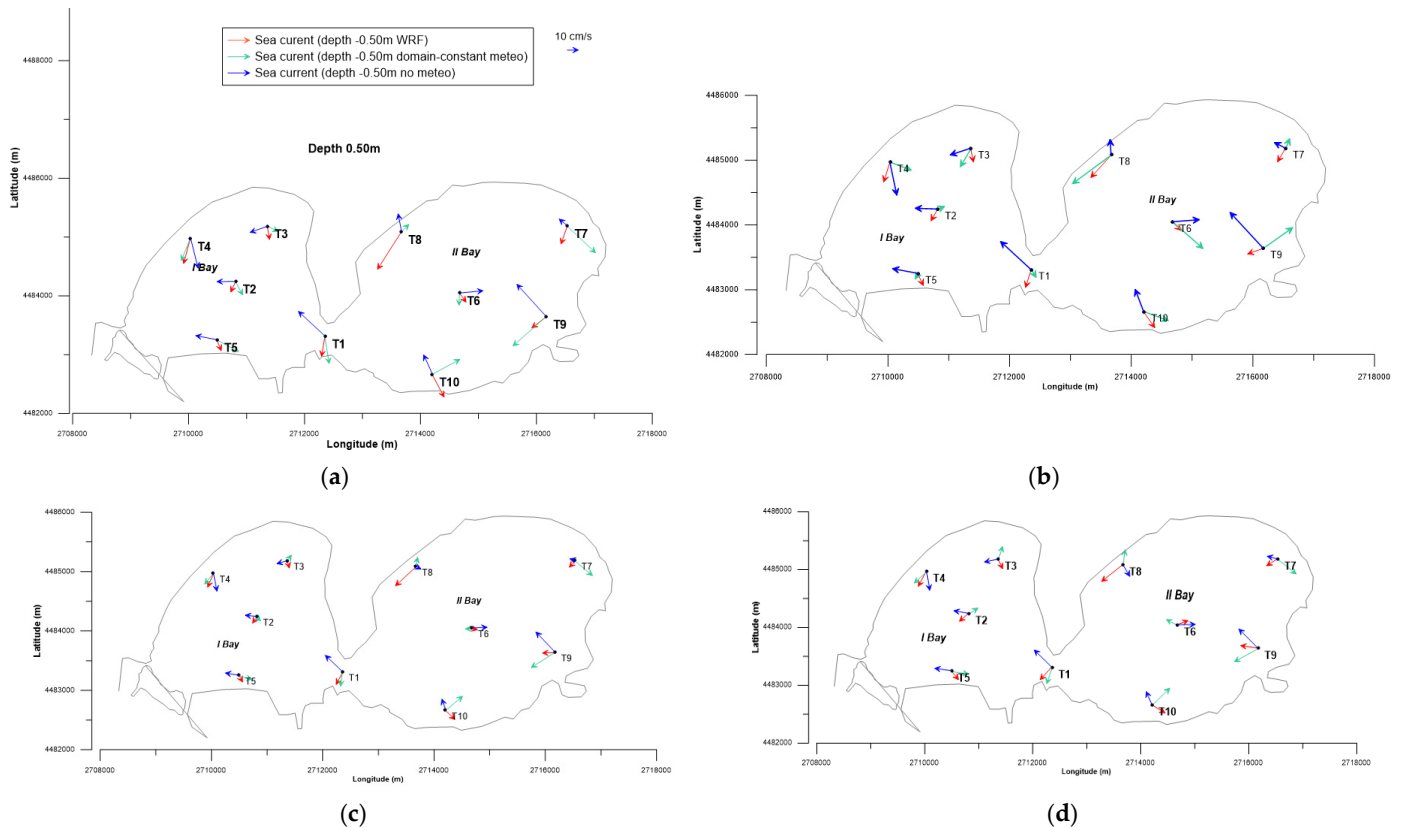 Sea curent (depth -0.50m WRF)
Sea current (depth -0.50m domain-constant meteo)
Sea current (depth -0.50m no meteo)
10 cm/s
Depth 0.50m
Latitude (m)
4488000
4486000
4484000
4482000
T4
T3
I Bay
T2
T5
T1
T8
II Bay
T7
T6
T9
T10
2708000 2710000 2712000 2714000 2716000 2718000
Longitude (m)
(a)
Latitude (m)
4486000
4485000
4484000
4483000
4482000
T4
T3
T2
I Bay
T5
T1
T8
T7
II Bay
T6
T9
T10
2708000 2710000 2712000 2714000 2716000 2718000
Longitude (m)
(b)
Latitude (m)
4486000
4485000
4484000
4483000
4482000
T4
T3
T2
I Bay
T5
T1
T8
T7
II Bay
T6
T9
T10
2708000 2710000 2712000 2714000 2716000 2718000
Longitude (m)
(c)
Latitude (m)
4486000
4485000
4484000
4483000
4482000
T4
T3
T2
I Bay
T5
T1
T8
T7
II Bay
T6
T9
T10
2708000 2710000 2712000 2714000 2716000 2718000
Longitude (m)
(d)